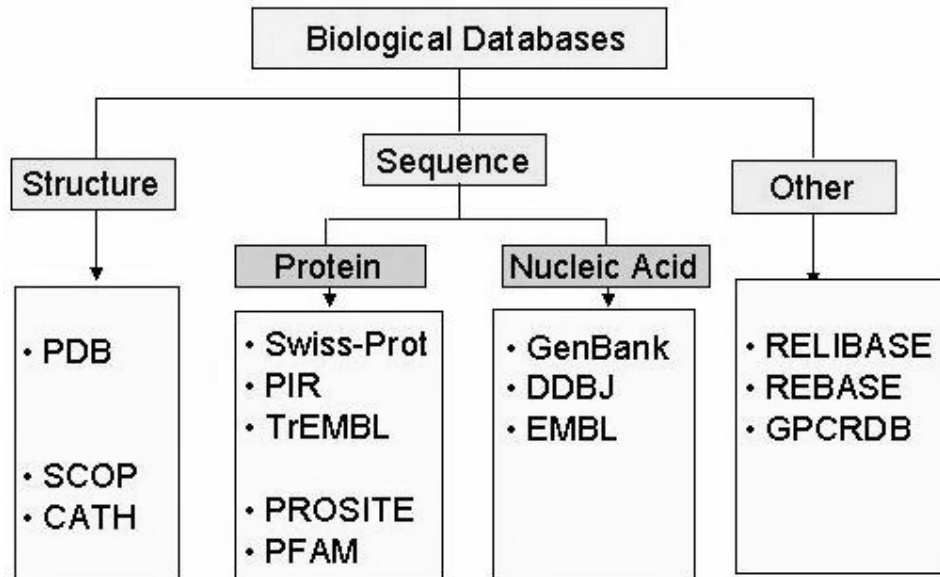 Biological Databases
Structure
Sequence
Other
Protein
Nucleic Acid
• PDB
• SCOP
• CATH
• Swiss-Prot
• PIR
• TrEMBL
• PROSITE
• PFAM
• GenBank
• DDBJ
• EMBL
• RELIBASE
• REBASE
• GPCRDB